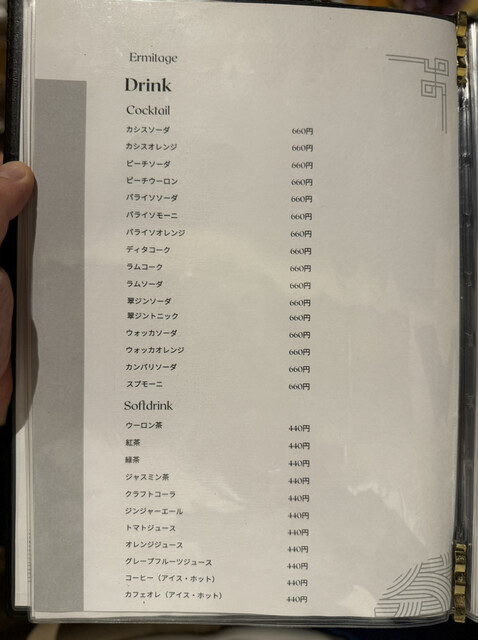 Ermitage
Drink
Cocktail
カシスソーダ 660円
カシスオレンジ 660円
ピーチソーダ 660円
ピーチウーロン 660円
パライソソーダ 660円
パライソモーニ 660円
パライソオレンジ 660円
ディタコーク 660円
ラムコーク 660円
ラムソーダ 660円
翠ジンソーダ 660円
翠ジントニック 660円
ウォッカソーダ 660円
ウォッカオレンジ 660円
カンパリソーダ 660円
スプモーニ 660円
Softdrink
ウーロン茶 440円
紅茶 440円
緑茶 440円
ジャスミン茶 440円
クラフトコーラ 440円
ジンジャーエール 440円
トマトジュース 440円
オレンジジュース 440円
グレープフルーツジュース 440円
コーヒー（アイス・ホット） 440円
カフェオレ（アイス・ホット） 440円